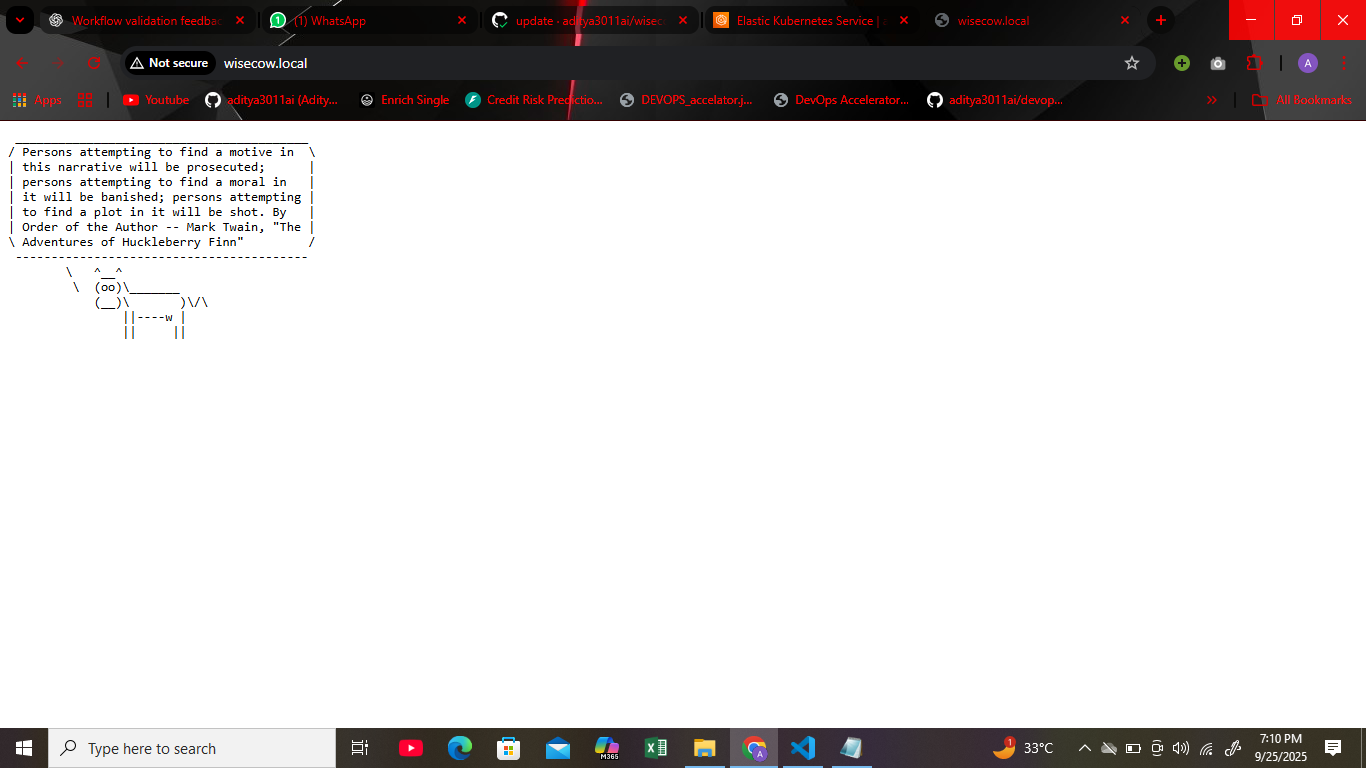 Workflow validation feedbac
(1) WhatsApp
update · aditya3011ai/wiseco
Elastic Kubernetes Service | a
wisecow.local
Not secure
wisecow.local
A
Apps
Youtube
aditya3011ai (Adity...
Enrich Single
Credit Risk Predictio...
DEVOPS_accelator.j...
DevOps Accelerator...
aditya3011ai/devop...
»
All Bookmarks
 _________________________________________
/ Persons attempting to find a motive in  \
| this narrative will be prosecuted;      |
| persons attempting to find a moral in   |
| it will be banished; persons attempting |
| to find a plot in it will be shot. By   |
| Order of the Author -- Mark Twain, "The |
\ Adventures of Huckleberry Finn"         /
 -----------------------------------------
        \   ^__^
         \  (oo)\_______
            (__)\       )\/\
                ||----w |
                ||     ||
Type here to search
M365
A
1
33°C
7:10 PM
9/25/2025